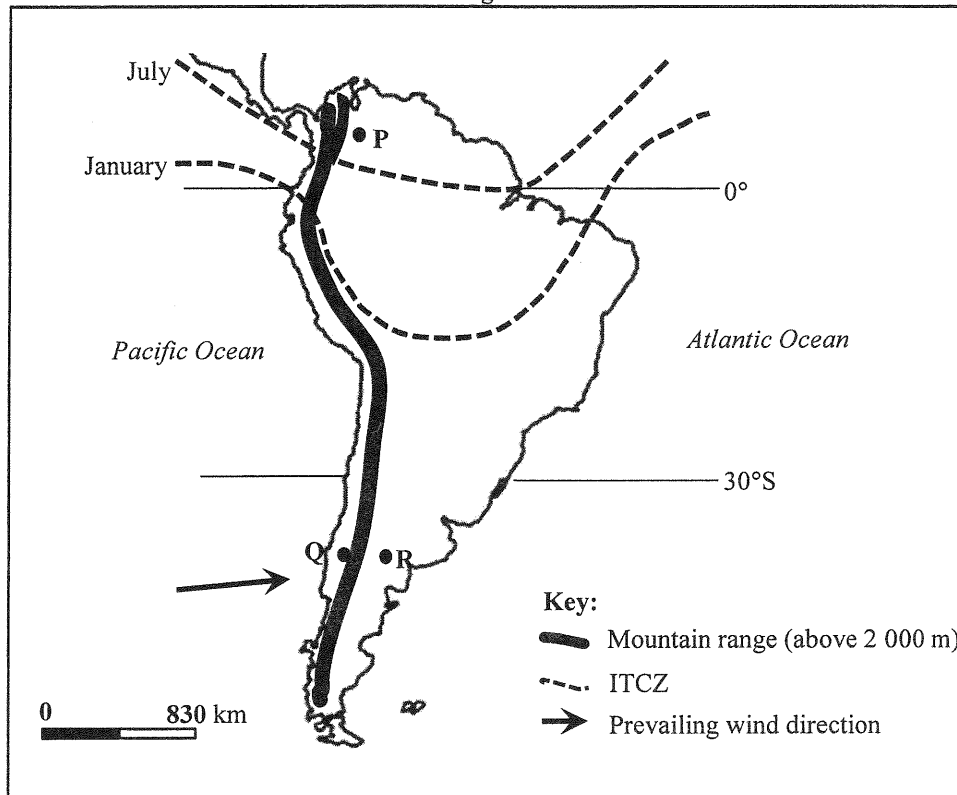 July
P
January
0°
Pacific Ocean
Atlantic Ocean
30°S
Q
R
Key:
Mountain range (above 2 000 m)
ITCZ
Prevailing wind direction
0
830 km